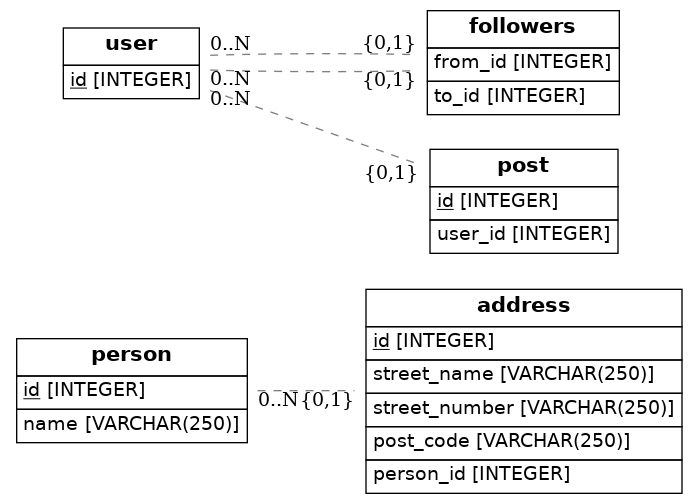 user
id [INTEGER]
0..N
{0,1}
0..N
{0,1}
0..N
{0,1}
followers
from_id [INTEGER]
to_id [INTEGER]
post
id [INTEGER]
user_id [INTEGER]
person
id [INTEGER]
name [VARCHAR(250)]
0..N{0,1}
address
id [INTEGER]
street_name [VARCHAR(250)]
street_number [VARCHAR(250)]
post_code [VARCHAR(250)]
person_id [INTEGER]